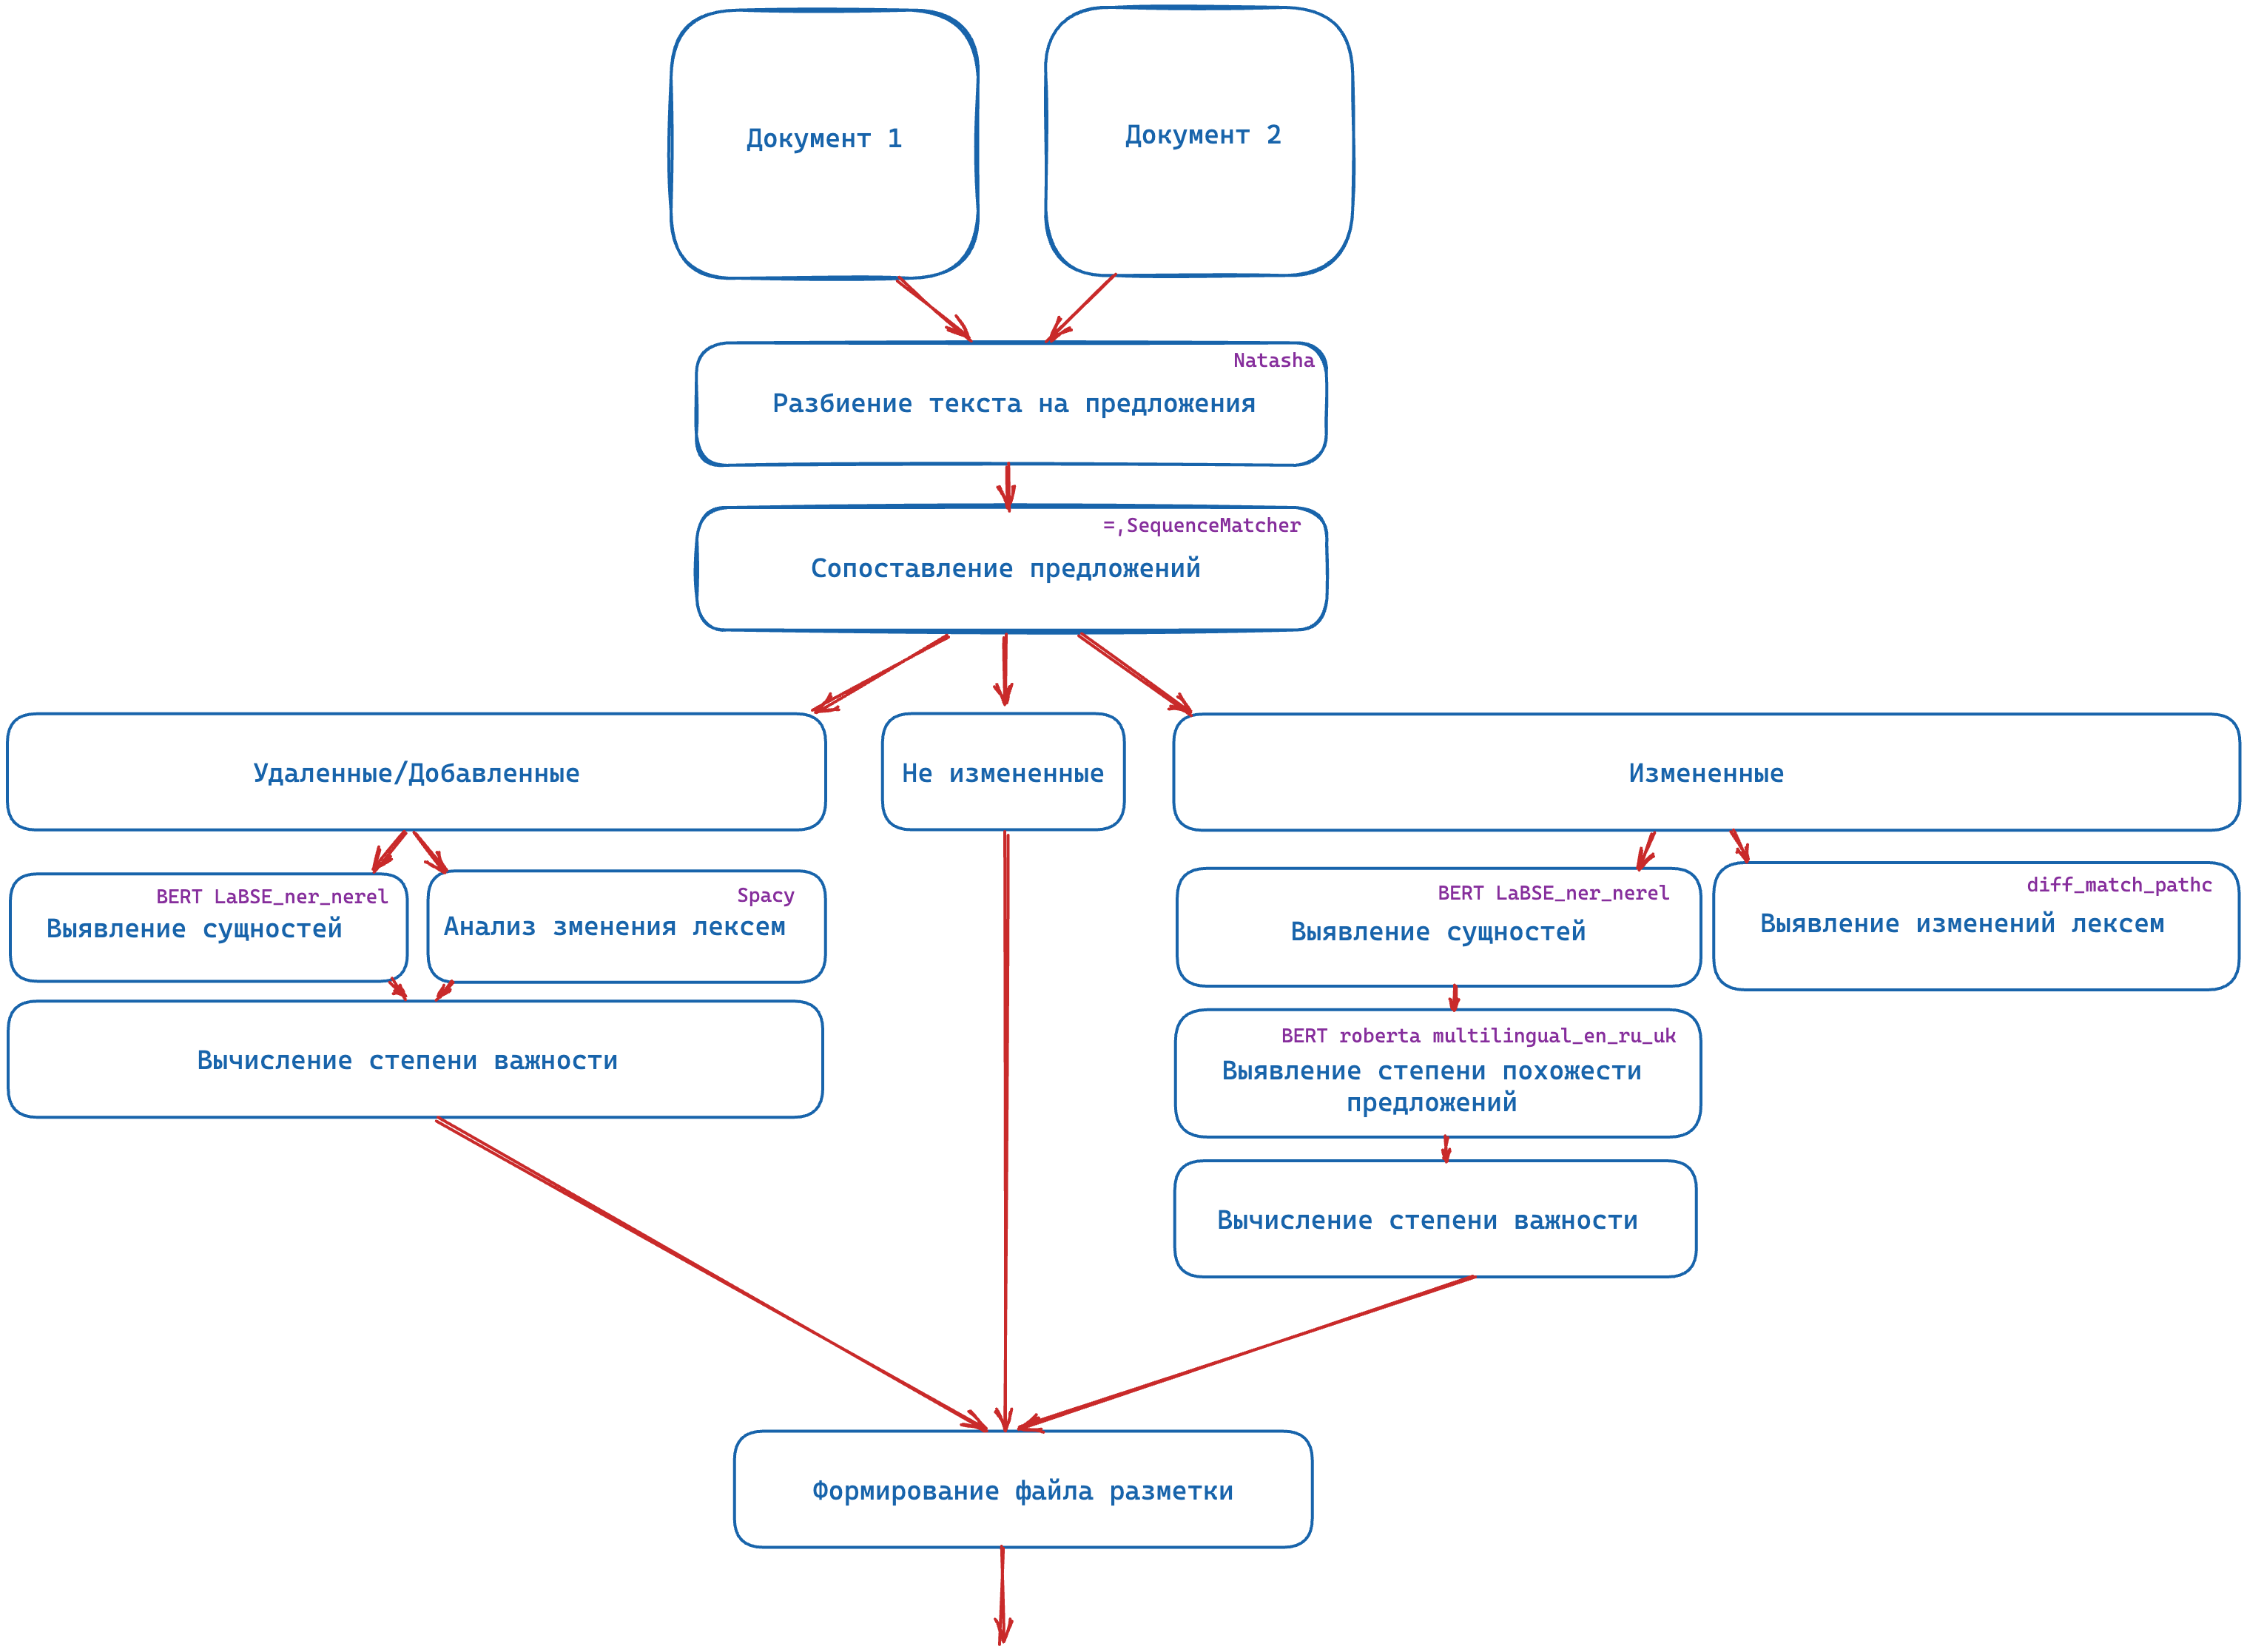 Документ 1
Документ 2
Natasha
Разбиение текста на предложения
=,SequenceMatcher
Сопоставление предложений
Удаленные/Добавленные
Не измененные
Измененные
BERT LaBSE_ner_nerel
Выявление сущностей
Spacy
Анализ зменения лексем
BERT LaBSE_ner_nerel
Выявление сущностей
diff_match_pathc
Выявление изменений лексем
Вычисление степени важности
BERT roberta multilingual_en_ru_uk
Выявление степени похожести
предложений
Вычисление степени важности
Формирование файла разметки